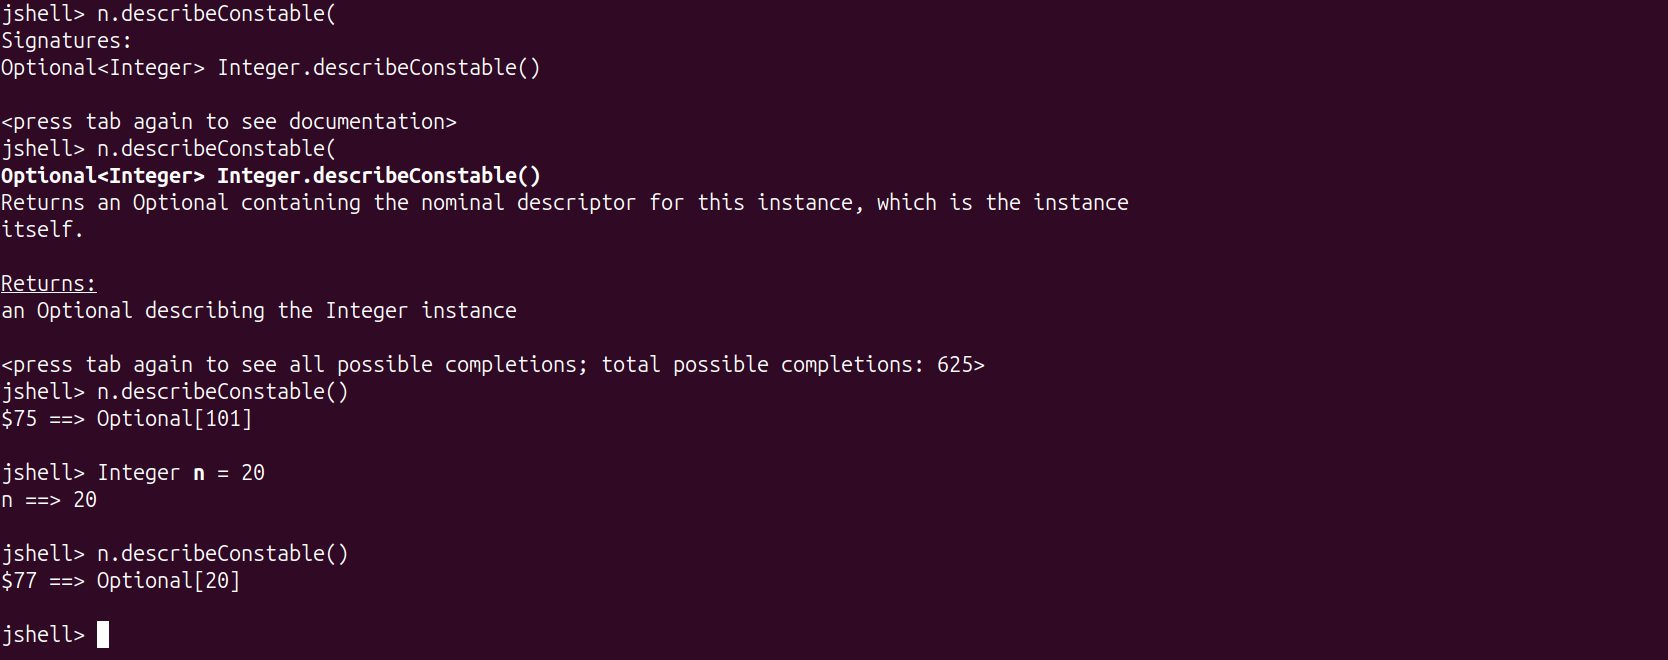 jshell> n.describeConstable(
Signatures:
Optional<Integer> Integer.describeConstable()
<press tab again to see documentation>
jshell> n.describeConstable(
Optional<Integer> Integer.describeConstable()
Returns an Optional containing the nominal descriptor for this instance, which is the instance
itself.
Returns:
an Optional describing the Integer instance
<press tab again to see all possible completions; total possible completions: 625>
jshell> n.describeConstable()
$75 ==> Optional[101]
jshell> Integer n = 20
n ==> 20
jshell> n.describeConstable()
$77 ==> Optional[20]
jshell>